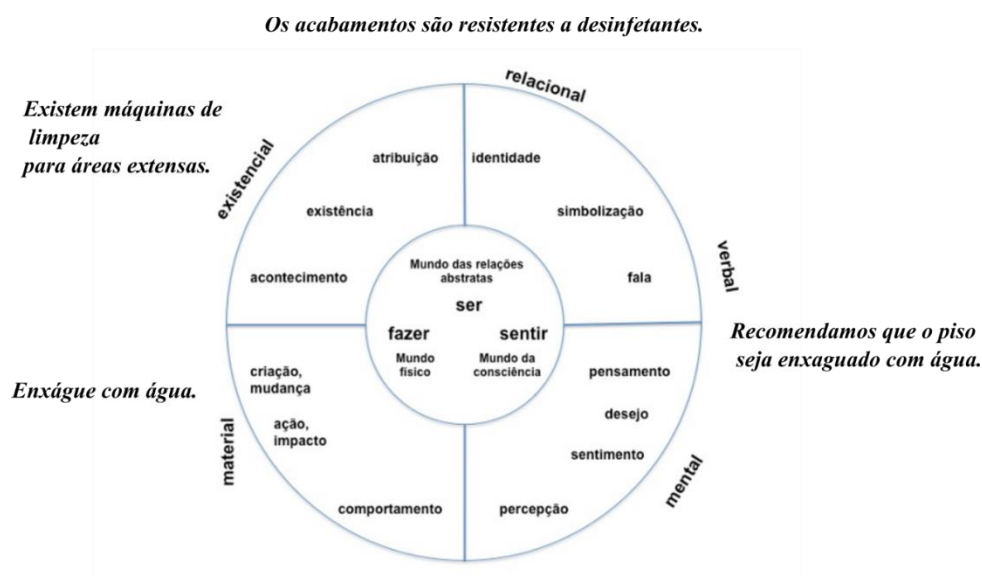 Os acabamentos são resistentes a desinfetantes.
relacional
Existem máquinas de
limpeza
para áreas extensas.
existencial
atribuição
identidade
existência
simbolização
acontecimento
fala
verbal
Mundo das relações
abstratas
ser
fazer
sentir
Mundo
físico
Mundo da
consciência
Recomendamos que o piso
seja enxaguado com água.
Enxágue com água.
criação,
mudança
ação,
impacto
comportamento
material
pensamento
desejo
sentimento
percepção
mental